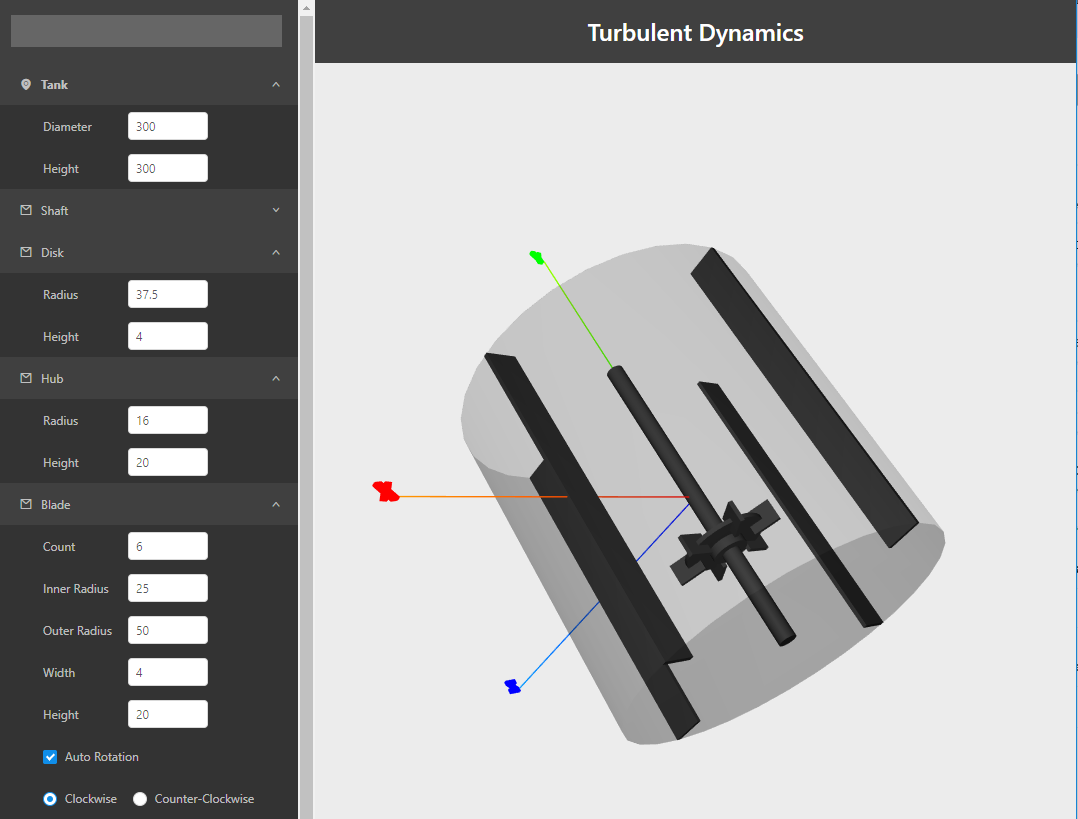 Turbulent Dynamics
Tank
Diameter 300
Height 300
Shaft
Disk
Radius 37.5
Height 4
Hub
Radius 16
Height 20
Blade
Count 6
Inner Radius 25
Outer Radius 50
Width 4
Height 20
Auto Rotation
Clockwise Counter-Clockwise